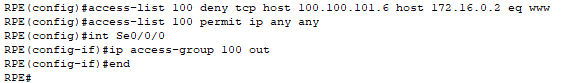 RPE(config)#access-list 100 deny tcp host 100.100.101.6 host 172.16.0.2 eq www
RPE(config)#access-list 100 permit ip any any
RPE(config)#int Se0/0/0
RPE(config-if)#ip access-group 100 out
RPE(config-if)#end
RPE#